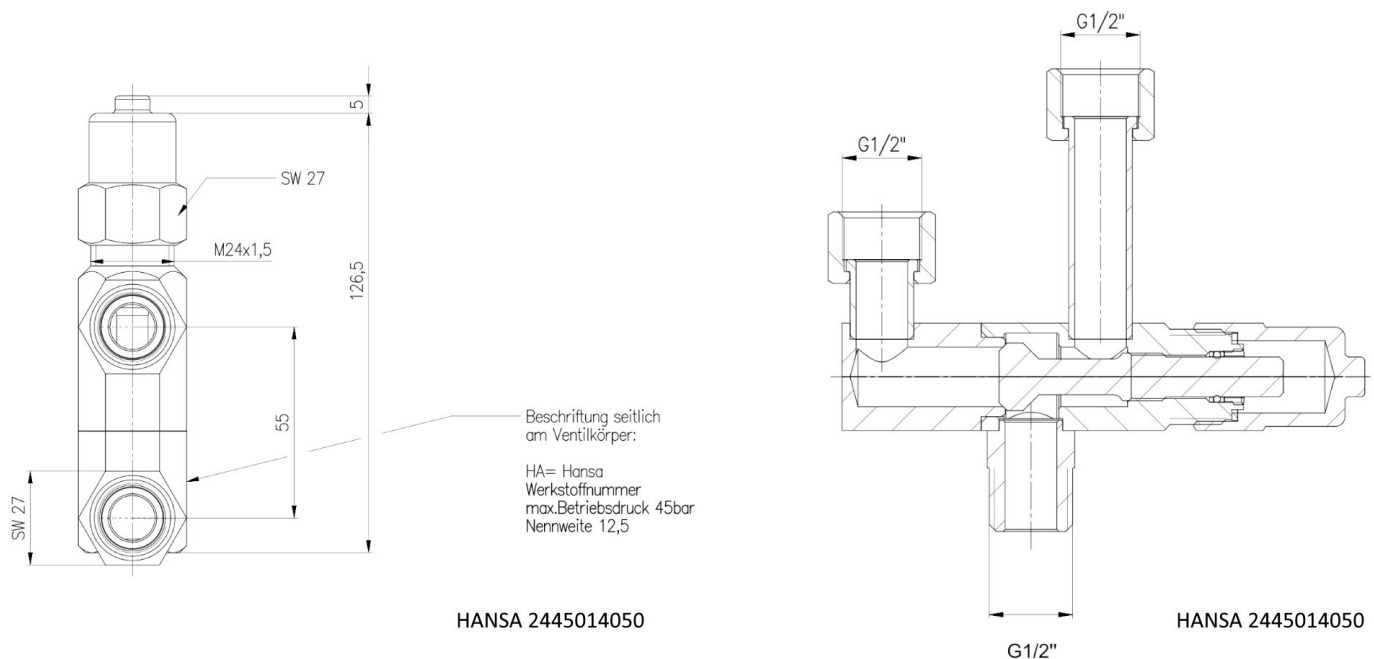 5
SW 27
M24x1,5
126,5
55
SW 27
Beschriftung seitlich
am Ventilkörper:
HA= Hansa
Werkstoffnummer
max.Betriebsdruck 45bar
Nennweite 12,5
HANSA 2445014050
G1/2"
G1/2"
G1/2"
HANSA 2445014050